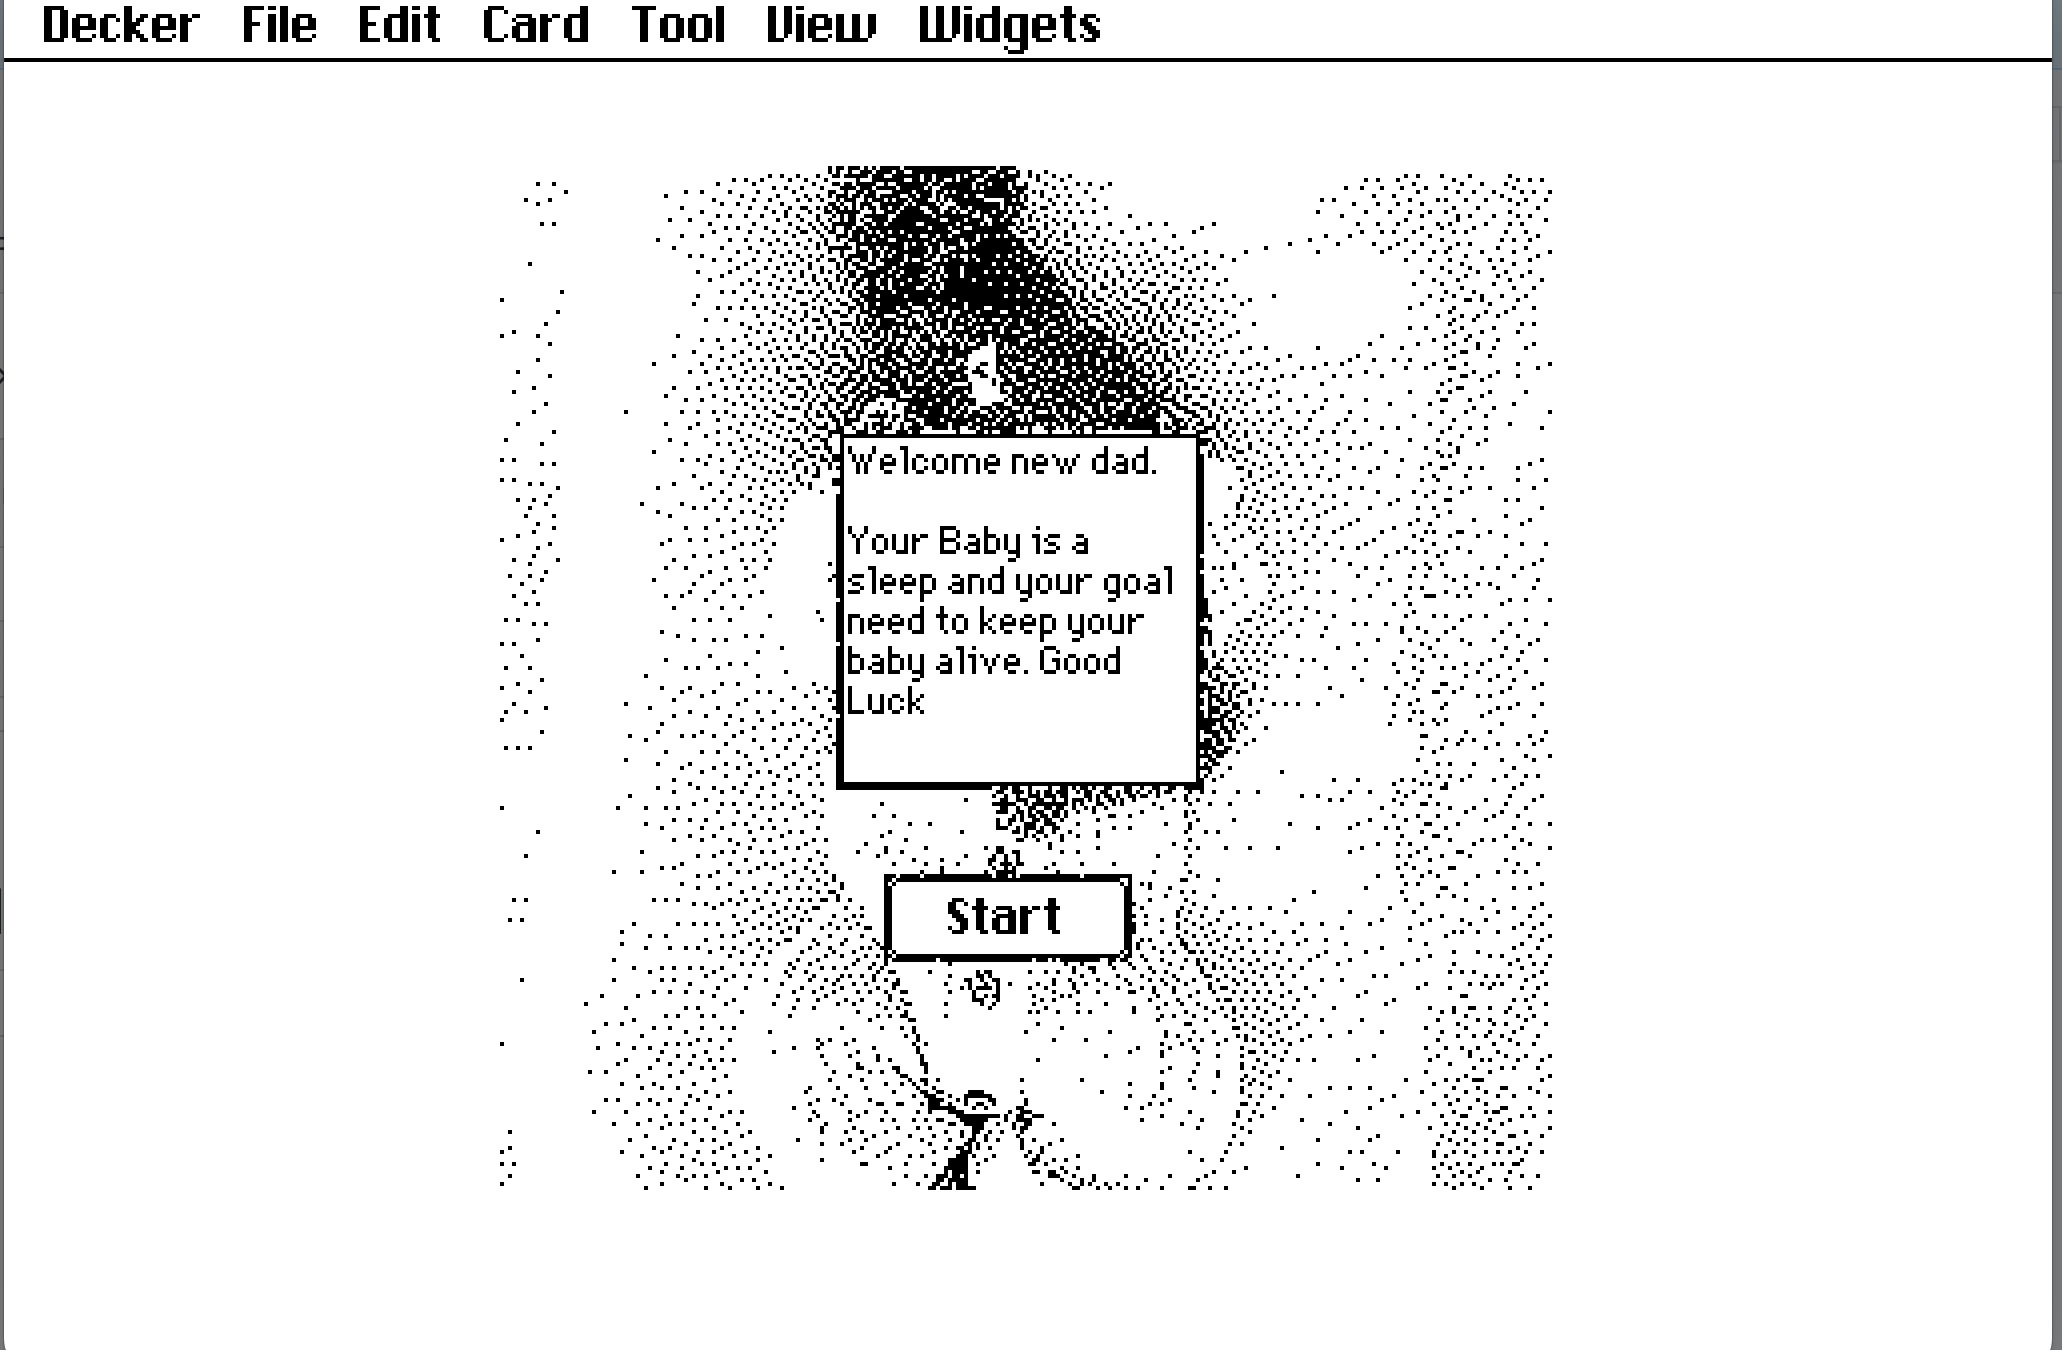 Decker File Edit Card Tool View Widgets
Welcome new dad.
Your Baby is a
sleep and your goal
need to keep your
baby alive. Good
Luck
Start